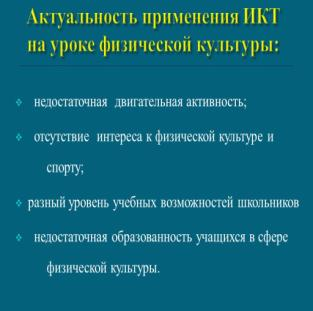 Актуальность применения ИКТ
на уроке физической культуры:
недостаточная двигательная активность;
отсутствие интереса к физической культуре и
спорту;
разный уровень учебных возможностей школьников
недостаточная образованность учащихся в сфере
физической культуры.